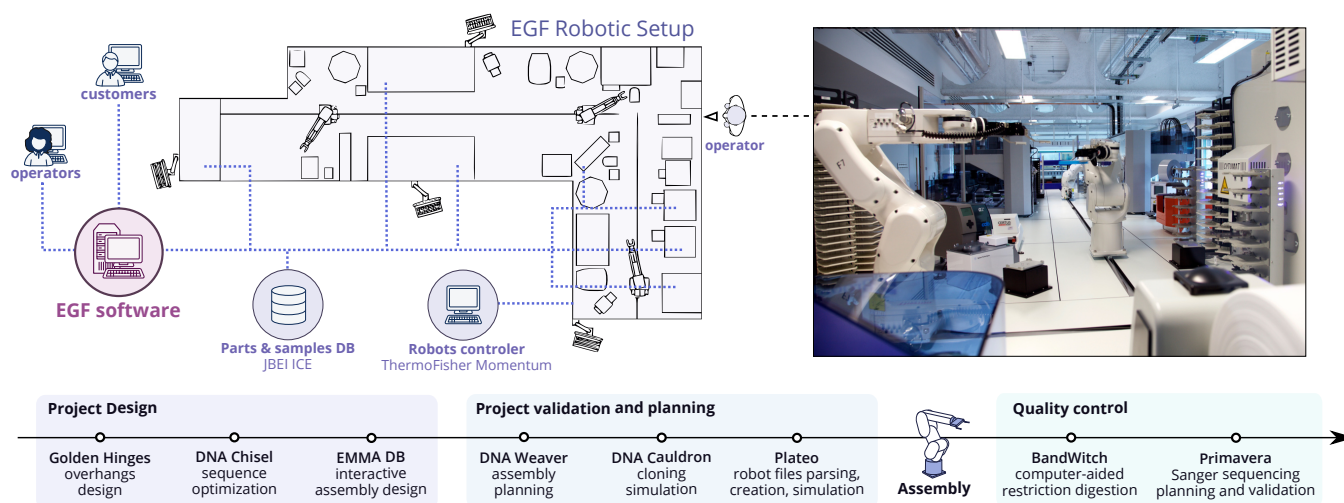 EGF Robotic Setup
customers
operators
operator
EGF software
Parts & samples DB
JBEI ICE
Robots controler
ThermoFisher Momentum
F7
Project Design
Golden Hinges
overhangs
design
DNA Chisel
sequence
optimization
EMMA DB
interactive
assembly design
Project validation and planning
DNA Weaver
assembly
planning
DNA Cauldron
cloning
simulation
Plateo
robot files parsing,
creation, simulation
Assembly
Quality control
BandWitch
computer-aided
restriction digestion
Primavera
Sanger sequencing
planning and validation